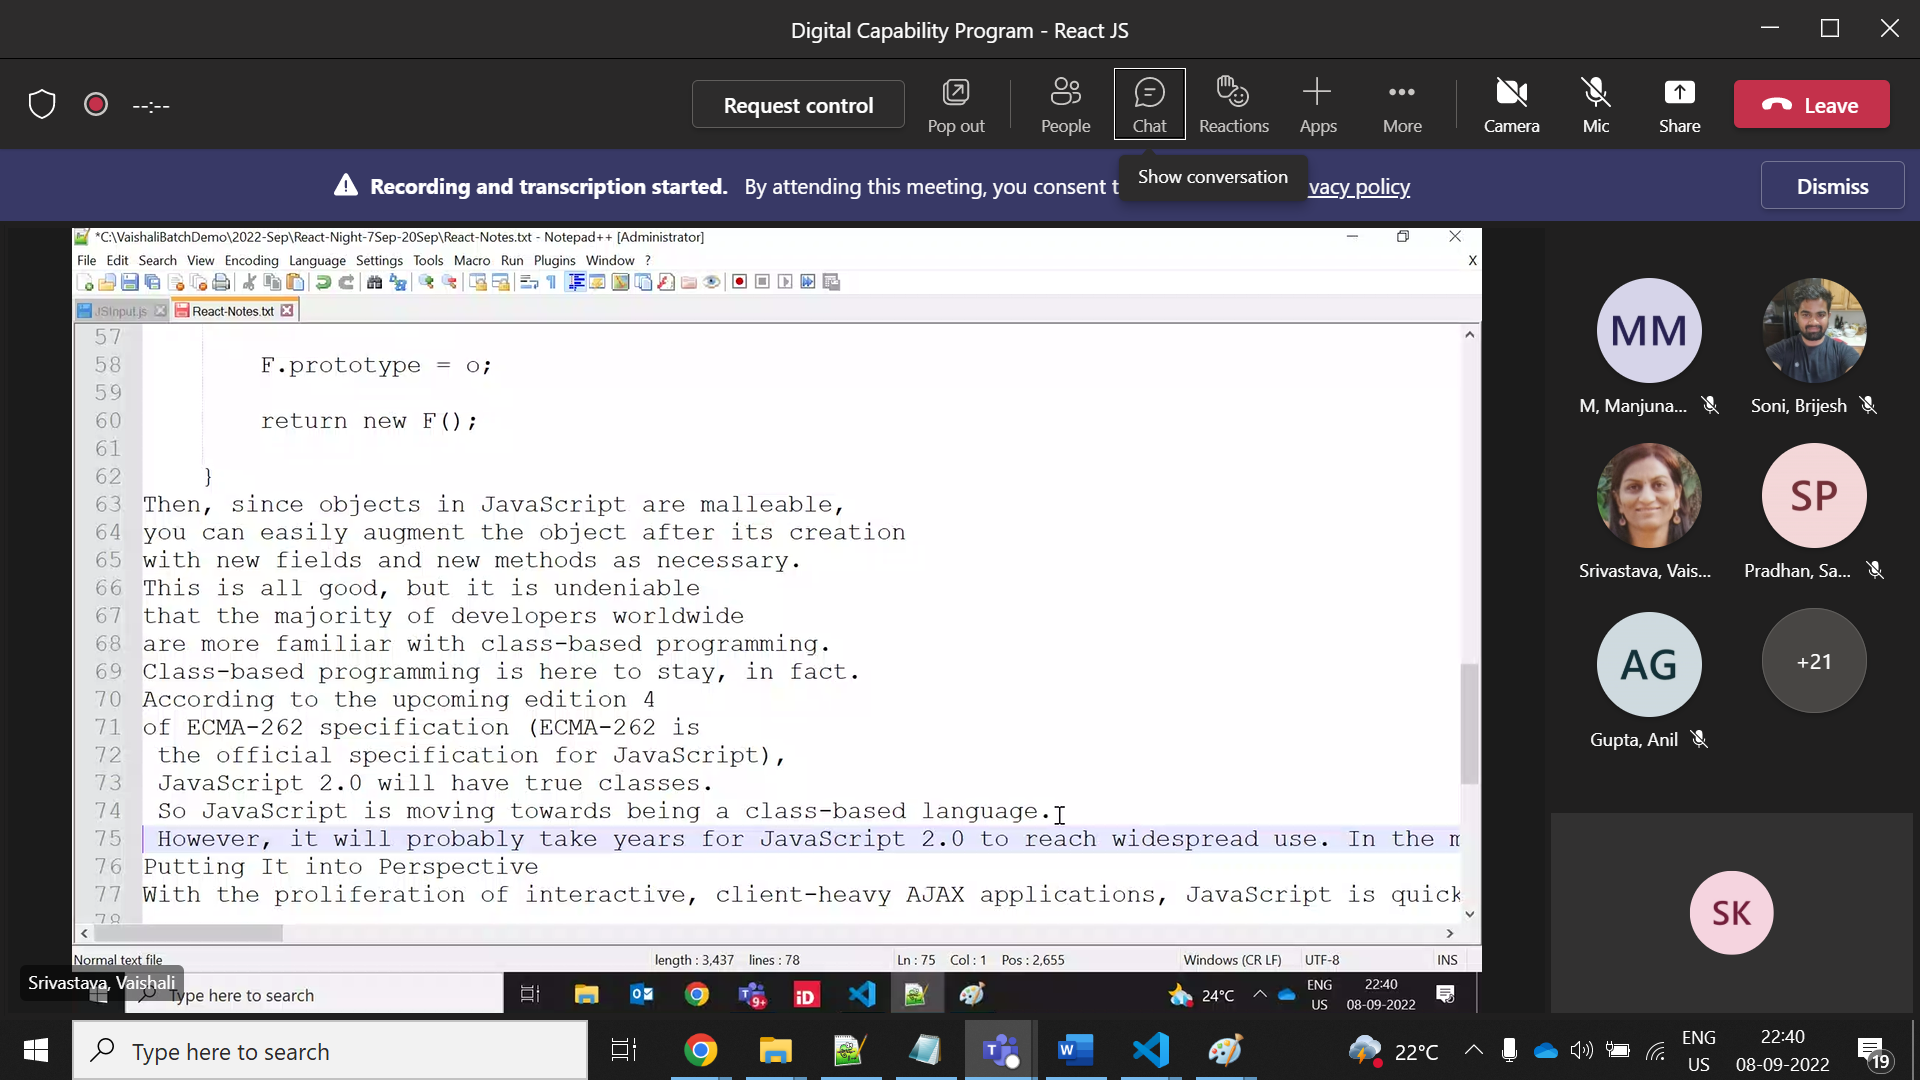 Digital Capability Program - React JS
--:--
Request control
Pop out
People
Chat
Reactions
Apps
More
Camera
Mic
Share
Leave
Recording and transcription started. By attending this meeting, you consent t
Show conversation
vacy policy
Dismiss
*C:\VaishaliBatchDemo\2022-Sep\React-Night-7Sep-20Sep\React-Notes.txt - Notepad++ [Administrator]
File Edit Search View Encoding Language Settings Tools Macro Run Plugins Window ?
X
JSInput.js
React-Notes.txt
57
58 F.prototype = o;
59
60 return new F();
61
62 }
63 Then, since objects in JavaScript are malleable,
64 you can easily augment the object after its creation
65 with new fields and new methods as necessary.
66 This is all good, but it is undeniable
67 that the majority of developers worldwide
68 are more familiar with class-based programming.
69 Class-based programming is here to stay, in fact.
70 According to the upcoming edition 4
71 of ECMA-262 specification (ECMA-262 is
72 the official specification for JavaScript),
73 JavaScript 2.0 will have true classes.
74 So JavaScript is moving towards being a class-based language.
75 However, it will probably take years for JavaScript 2.0 to reach widespread use. In the m
76 Putting It into Perspective
77 With the proliferation of interactive, client-heavy AJAX applications, JavaScript is quick
78
Normal text file
length : 3,437 lines : 78
Ln : 75 Col : 1 Pos : 2,655
Windows (CR LF)
UTF-8
INS
Srivastava, Vaishali
Type here to search
9+
iD
24°C
ENG
US
22:40
08-09-2022
MM
M, Manjuna...
Soni, Brijesh
Srivastava, Vais...
SP
Pradhan, Sa...
AG
Gupta, Anil
+21
SK
Type here to search
22°C
ENG
US
22:40
08-09-2022
19